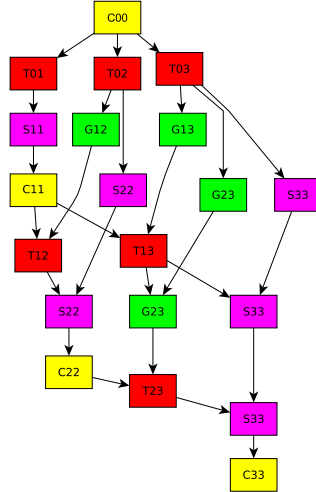 C00
T01
T02
T03
S11
G12
G13
C11
S22
G23
S33
T12
T13
S22
G23
S33
C22
T23
S33
C33